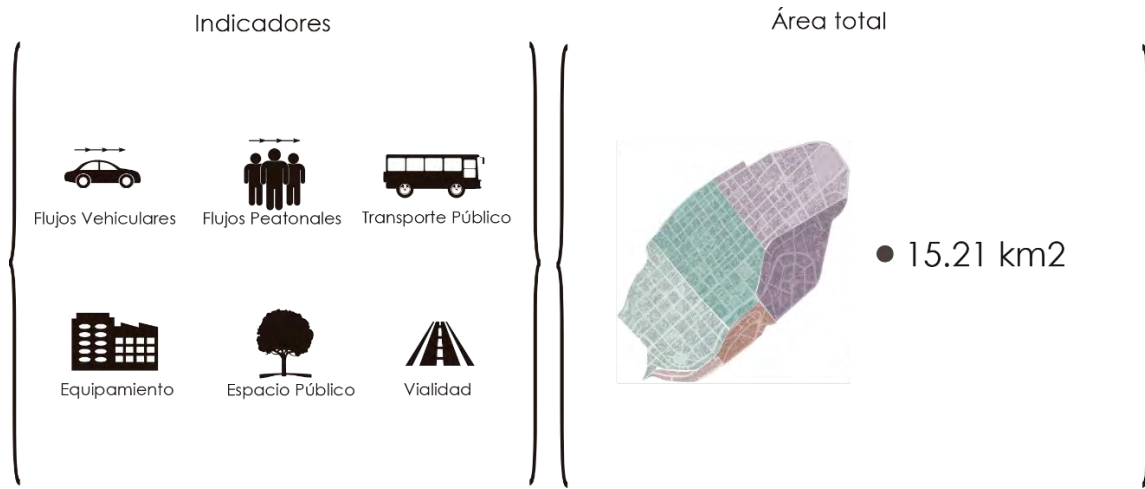 Indicadores
Área total
Flujos Vehiculares
Flujos Peatonales
Transporte Público
15.21 km2
Equipamiento
Espacio Público
Vialidad